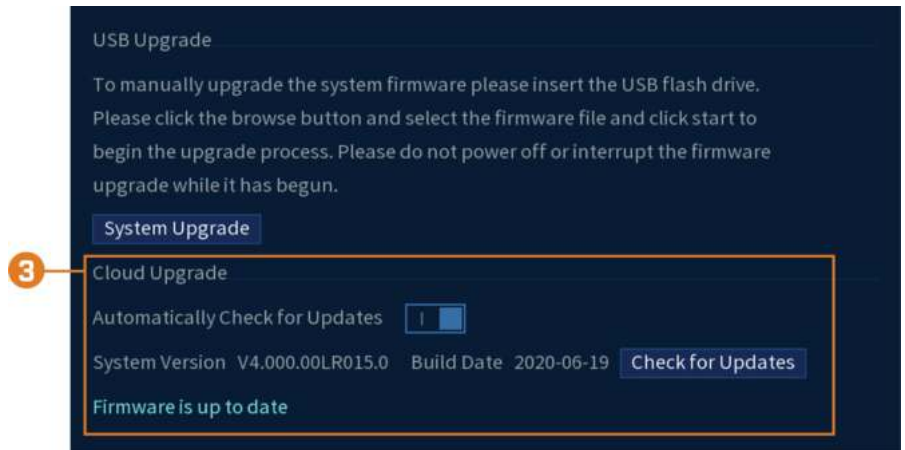 USB Upgrade
To manually upgrade the system firmware please insert the USB flash drive.
Please click the browse button and select the firmware file and click start to
begin the upgrade process. Please do not power off or interrupt the firmware
upgrade while it has begun.
System Upgrade
3
Cloud Upgrade
Automatically Check for Updates
System Version V4.000.00LR015.0 Build Date 2020-06-19 Check for Updates
Firmware is up to date